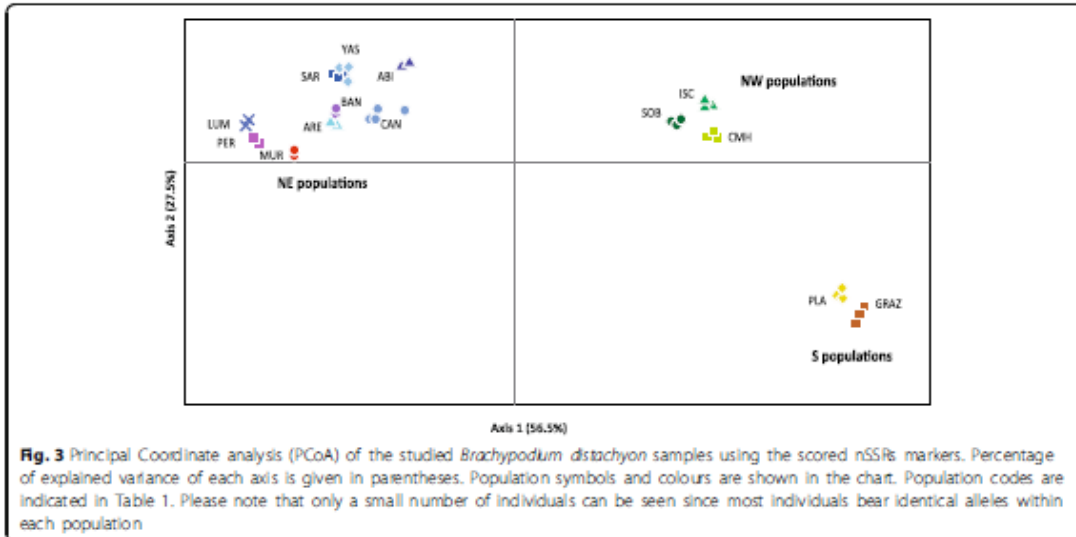 YAS
SAR
ABI
NW populations
ISC
BAN
SOB
LUM
ARE
CAN
CMH
PER
MUR
NE populations
Axis 2 (27.5%)
PLA
GRAZ
S populations
Axis 1 (56.5%)
Fig. 3 Principal Coordinate analysis (PCoA) of the studied Brachypodium distachyon samples using the scored nSSRs markers. Percentage
of explained variance of each axis is given in parentheses. Population symbols and colours are shown in the chart. Population codes are
indicated in Table 1. Please note that only a small number of individuals can be seen since most individuals bear identical alleles within
each population